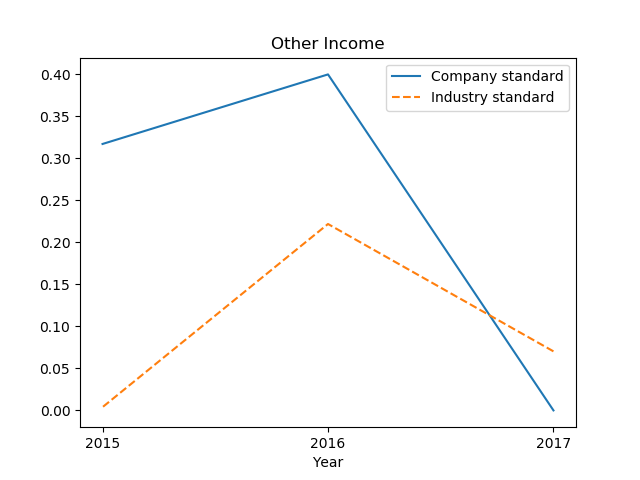 Other Income
Company standard
Industry standard
0.40
0.35
0.30
0.25
0.20
0.15
0.10
0.05
0.00
2015 2016 2017
Year